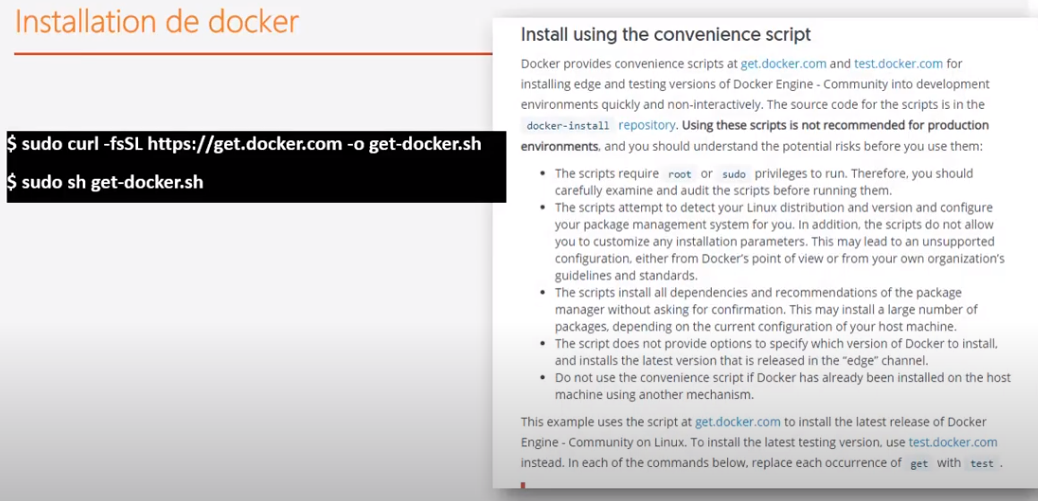 Installation de docker
$ sudo curl -fsSL https://get.docker.com -o get-docker.sh
$ sudo sh get-docker.sh
Install using the convenience script
Docker provides convenience scripts at get.docker.com and test.docker.com for
installing edge and testing versions of Docker Engine - Community into development
environments quickly and non-interactively. The source code for the scripts is in the
docker-install repository. Using these scripts is not recommended for production
environments, and you should understand the potential risks before you use them:
• The scripts require root or sudo privileges to run. Therefore, you should
carefully examine and audit the scripts before running them.
• The scripts attempt to detect your Linux distribution and version and configure
your package management system for you. In addition, the scripts do not allow
you to customize any installation parameters. This may lead to an unsupported
configuration, either from Docker's point of view or from your own organization's
guidelines and standards.
• The scripts install all dependencies and recommendations of the package
manager without asking for confirmation. This may install a large number of
packages, depending on the current configuration of your host machine.
• The script does not provide options to specify which version of Docker to install,
and installs the latest version that is released in the “edge” channel.
• Do not use the convenience script if Docker has already been installed on the host
machine using another mechanism.
This example uses the script at get.docker.com to install the latest release of Docker
Engine - Community on Linux. To install the latest testing version, use test.docker.com
instead. In each of the commands below, replace each occurrence of get with test .